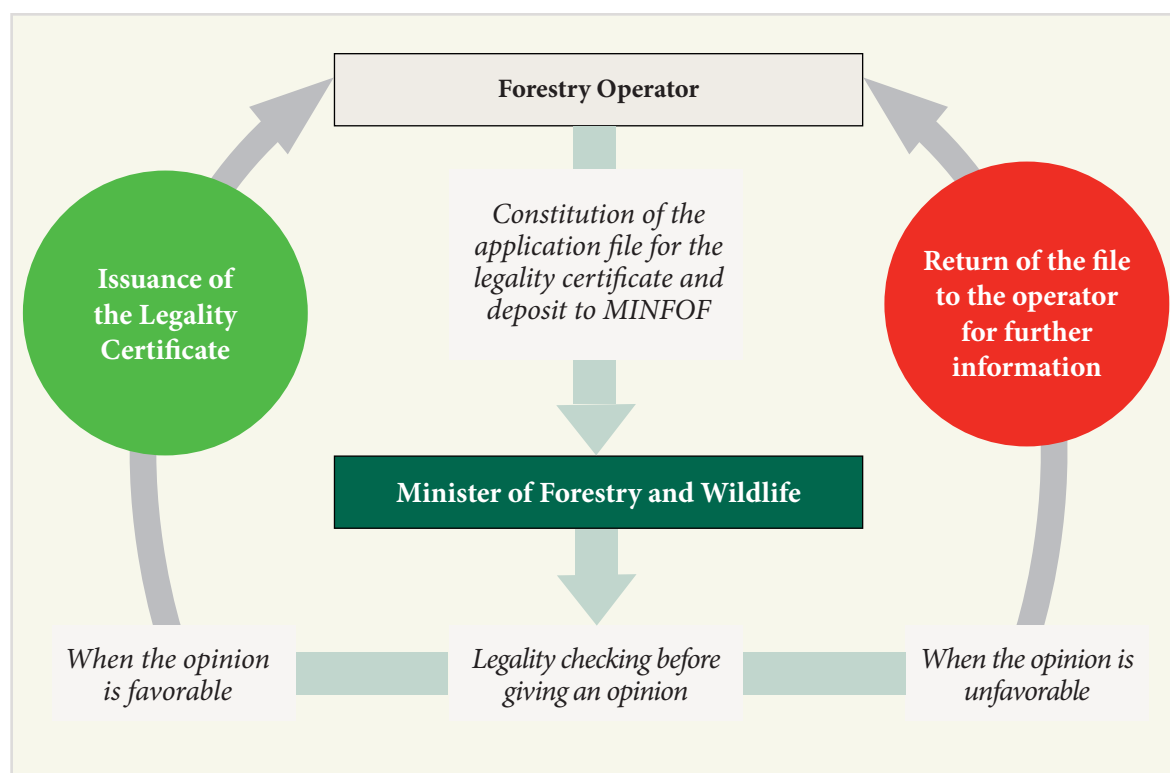 Forestry Operator
Constitution of the
application file for the
legality certificate and
deposit to MINFOF
Issuance of
the Legality
Certificate
Return of the file
to the operator
for further
information
Minister of Forestry and Wildlife
When the opinion
is favorable
Legality checking before
giving an opinion
When the opinion is
unfavorable